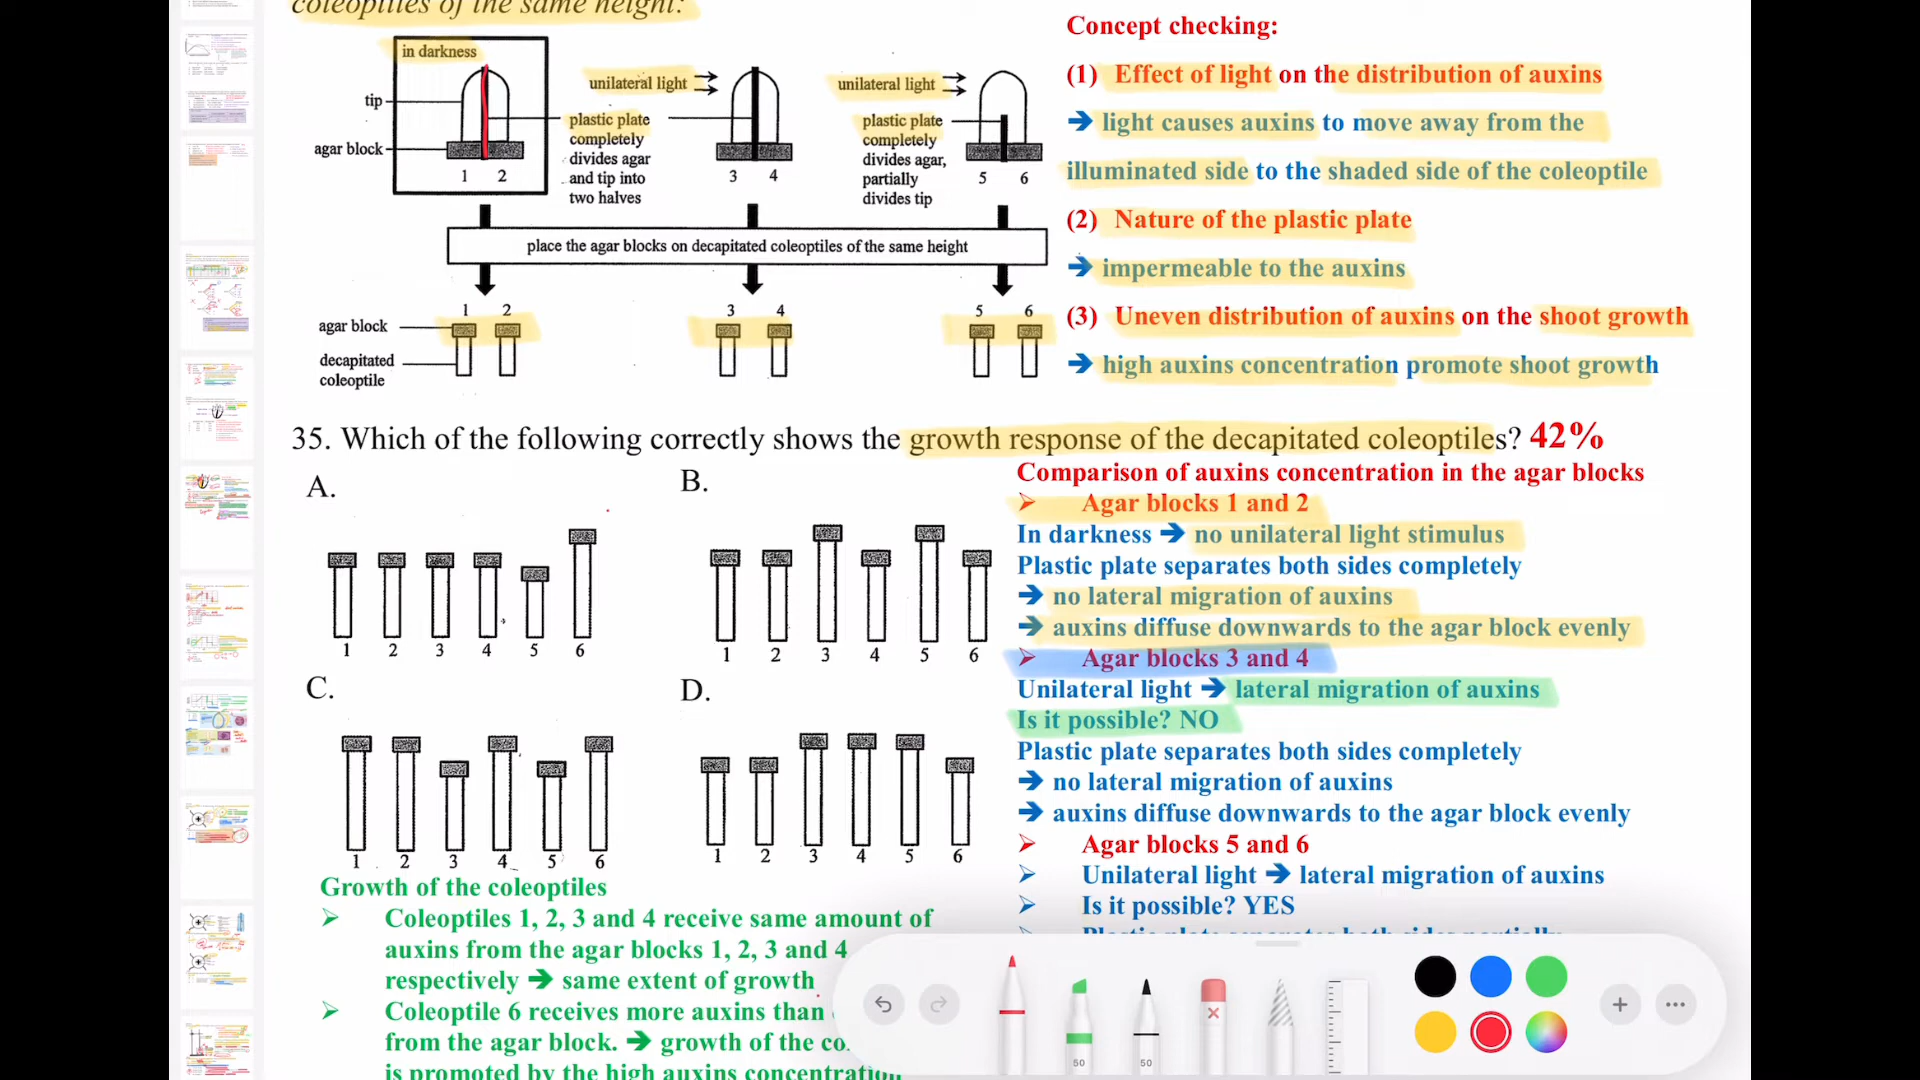 coleoptiles of the same height:
in darkness
tip
agar block
1 2
unilateral light
plastic plate
completely
divides agar
and tip into
two halves
3 4
unilateral light
plastic plate
completely
divides agar,
partially
divides tip
5 6
place the agar blocks on decapitated coleoptiles of the same height
1 2 3 4 5 6
agar block
decapitated
coleoptile
Concept checking:
(1) Effect of light on the distribution of auxins
➔ light causes auxins to move away from the
illuminated side to the shaded side of the coleoptile
(2) Nature of the plastic plate
➔ impermeable to the auxins
(3) Uneven distribution of auxins on the shoot growth
➔ high auxins concentration promote shoot growth
35. Which of the following correctly shows the growth response of the decapitated coleoptiles? 42%
A.
1 2 3 4 5 6
B.
1 2 3 4 5 6
C.
1 2 3 4 5 6
D.
1 2 3 4 5 6
Comparison of auxins concentration in the agar blocks
➢ Agar blocks 1 and 2
In darkness ➔ no unilateral light stimulus
Plastic plate separates both sides completely
➔ no lateral migration of auxins
➔ auxins diffuse downwards to the agar block evenly
➢ Agar blocks 3 and 4
Unilateral light ➔ lateral migration of auxins
Is it possible? NO
Plastic plate separates both sides completely
➔ no lateral migration of auxins
➔ auxins diffuse downwards to the agar block evenly
➢ Agar blocks 5 and 6
➢ Unilateral light ➔ lateral migration of auxins
➢ Is it possible? YES
➢ Plastic plate separates both sides partially
Growth of the coleoptiles
➢ Coleoptiles 1, 2, 3 and 4 receive same amount of
auxins from the agar blocks 1, 2, 3 and 4
respectively ➔ same extent of growth
➢ Coleoptile 6 receives more auxins than
from the agar block. ➔ growth of the
is promoted by the high auxins concentration
50
50